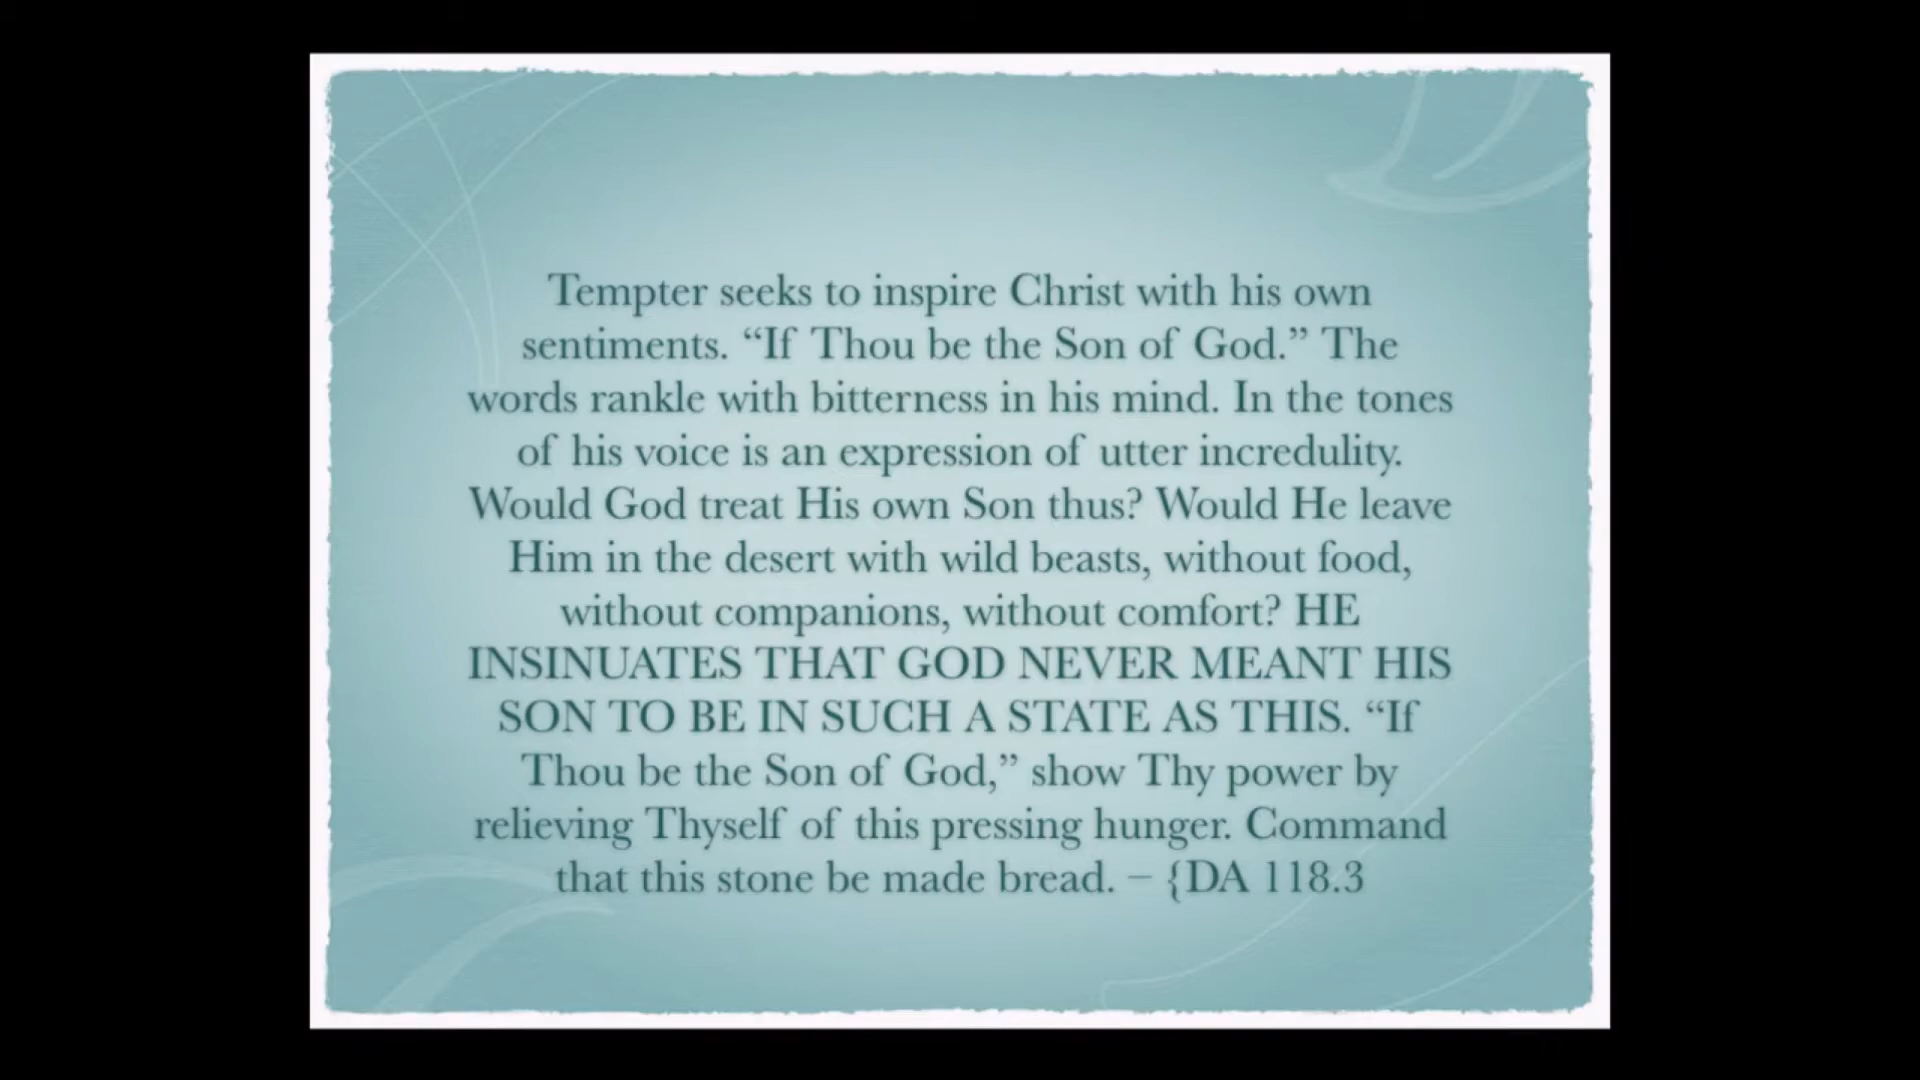 Tempter seeks to inspire Christ with his own
sentiments. “If Thou be the Son of God.” The
words rankle with bitterness in his mind. In the tones
of his voice is an expression of utter incredulity.
Would God treat His own Son thus? Would He leave
Him in the desert with wild beasts, without food,
without companions, without comfort? HE
INSINUATES THAT GOD NEVER MEANT HIS
SON TO BE IN SUCH A STATE AS THIS. “If
Thou be the Son of God,” show Thy power by
relieving Thyself of this pressing hunger. Command
that this stone be made bread. – {DA 118.3